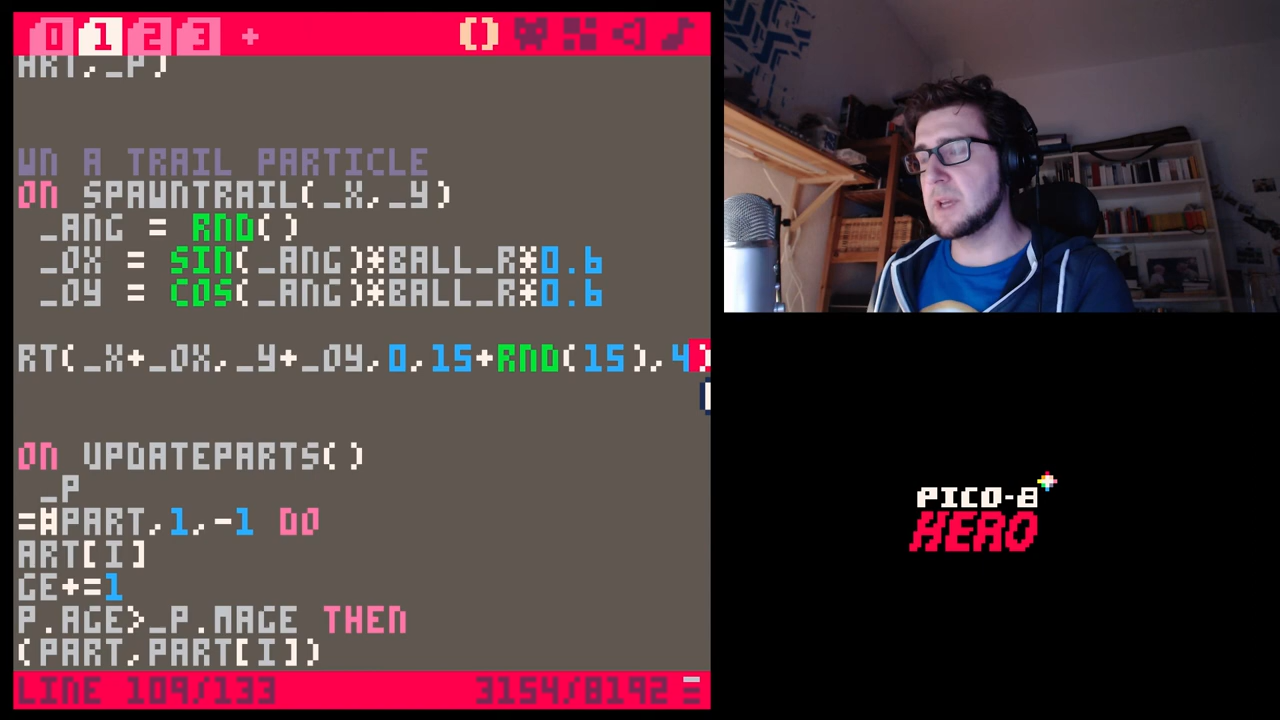 0 1 2 3 +
ART,_P)
WN A TRAIL PARTICLE
ON SPAWNTRAIL(_X,_Y)
_ANG = RND()
_OX = SIN(_ANG)*BALL_R*0.6
_OY = COS(_ANG)*BALL_R*0.6
RT(_X+_OX,_Y+_OY,0,15+RND(15),4)
ON UPDATEPARTS()
_P
=#PART,1,-1 DO
ART[I]
GE+=1
P.AGE>_P.MAGE THEN
(PART,PART[I])
LINE 109/133 3154/8192
PICO-8
HERO